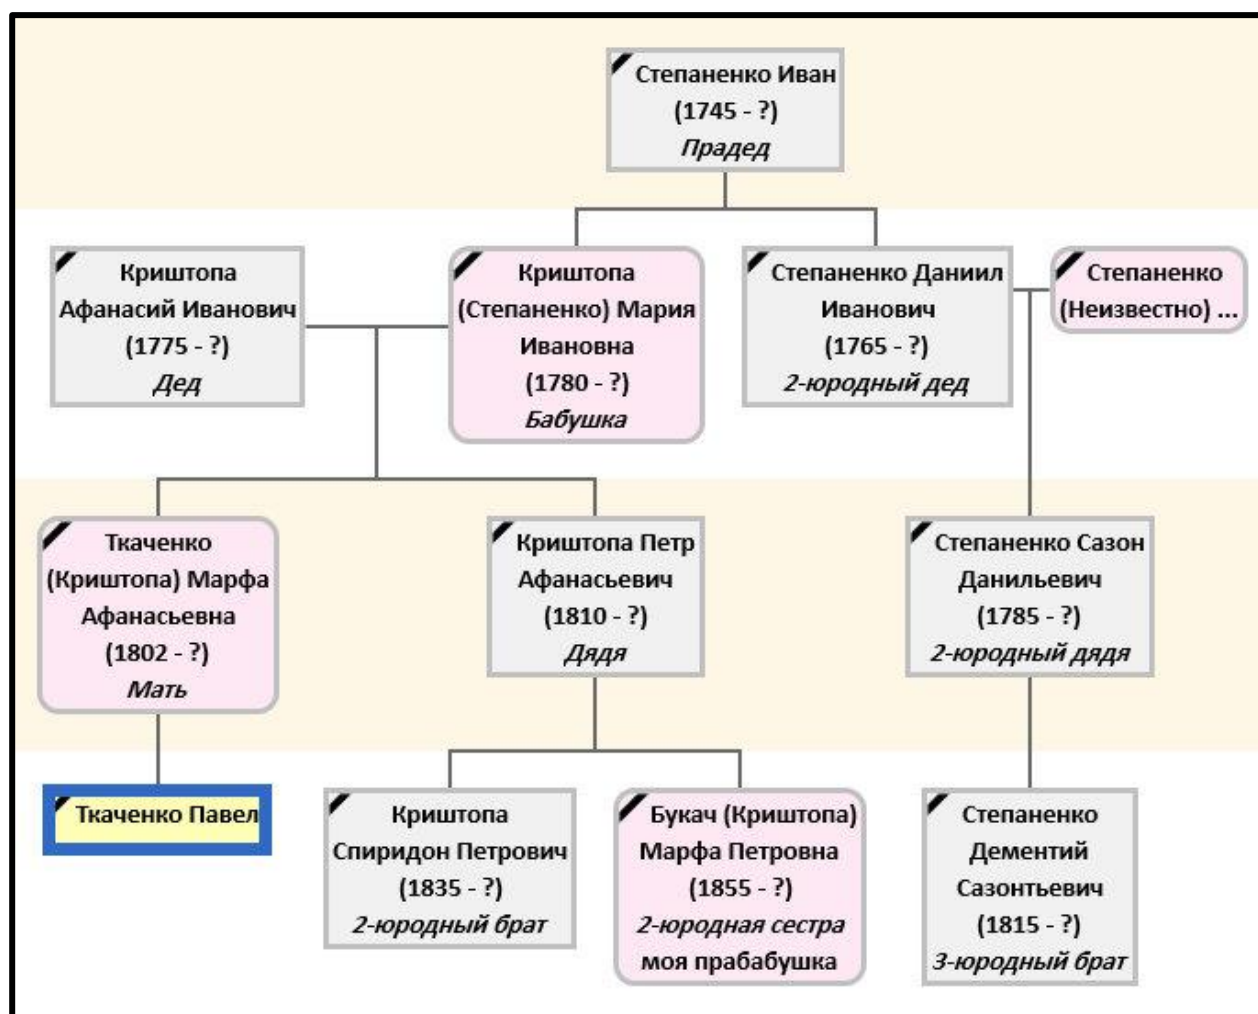 Степаненко Иван
(1745 - ?)
Прадед
Криштопа
Афанасий Иванович
(1775 - ?)
Дед
Криштопа
(Степаненко) Мария
Ивановна
(1780 - ?)
Бабушка
Степаненко Даниил
Иванович
(1765 - ?)
2-юродный дед
Степаненко
(Неизвестно) ...
Ткаченко
(Криштопа) Марфа
Афанасьевна
(1802 - ?)
Мать
Криштопа Петр
Афанасьевич
(1810 - ?)
Дядя
Степаненко Сазон
Данильевич
(1785 - ?)
2-юродный дядя
Ткаченко Павел
Криштопа
Спиридон Петрович
(1835 - ?)
2-юродный брат
Букач (Криштопа)
Марфа Петровна
(1855 - ?)
2-юродная сестра
моя прабабушка
Степаненко
Дементий
Сазонтьевич
(1815 - ?)
3-юродный брат